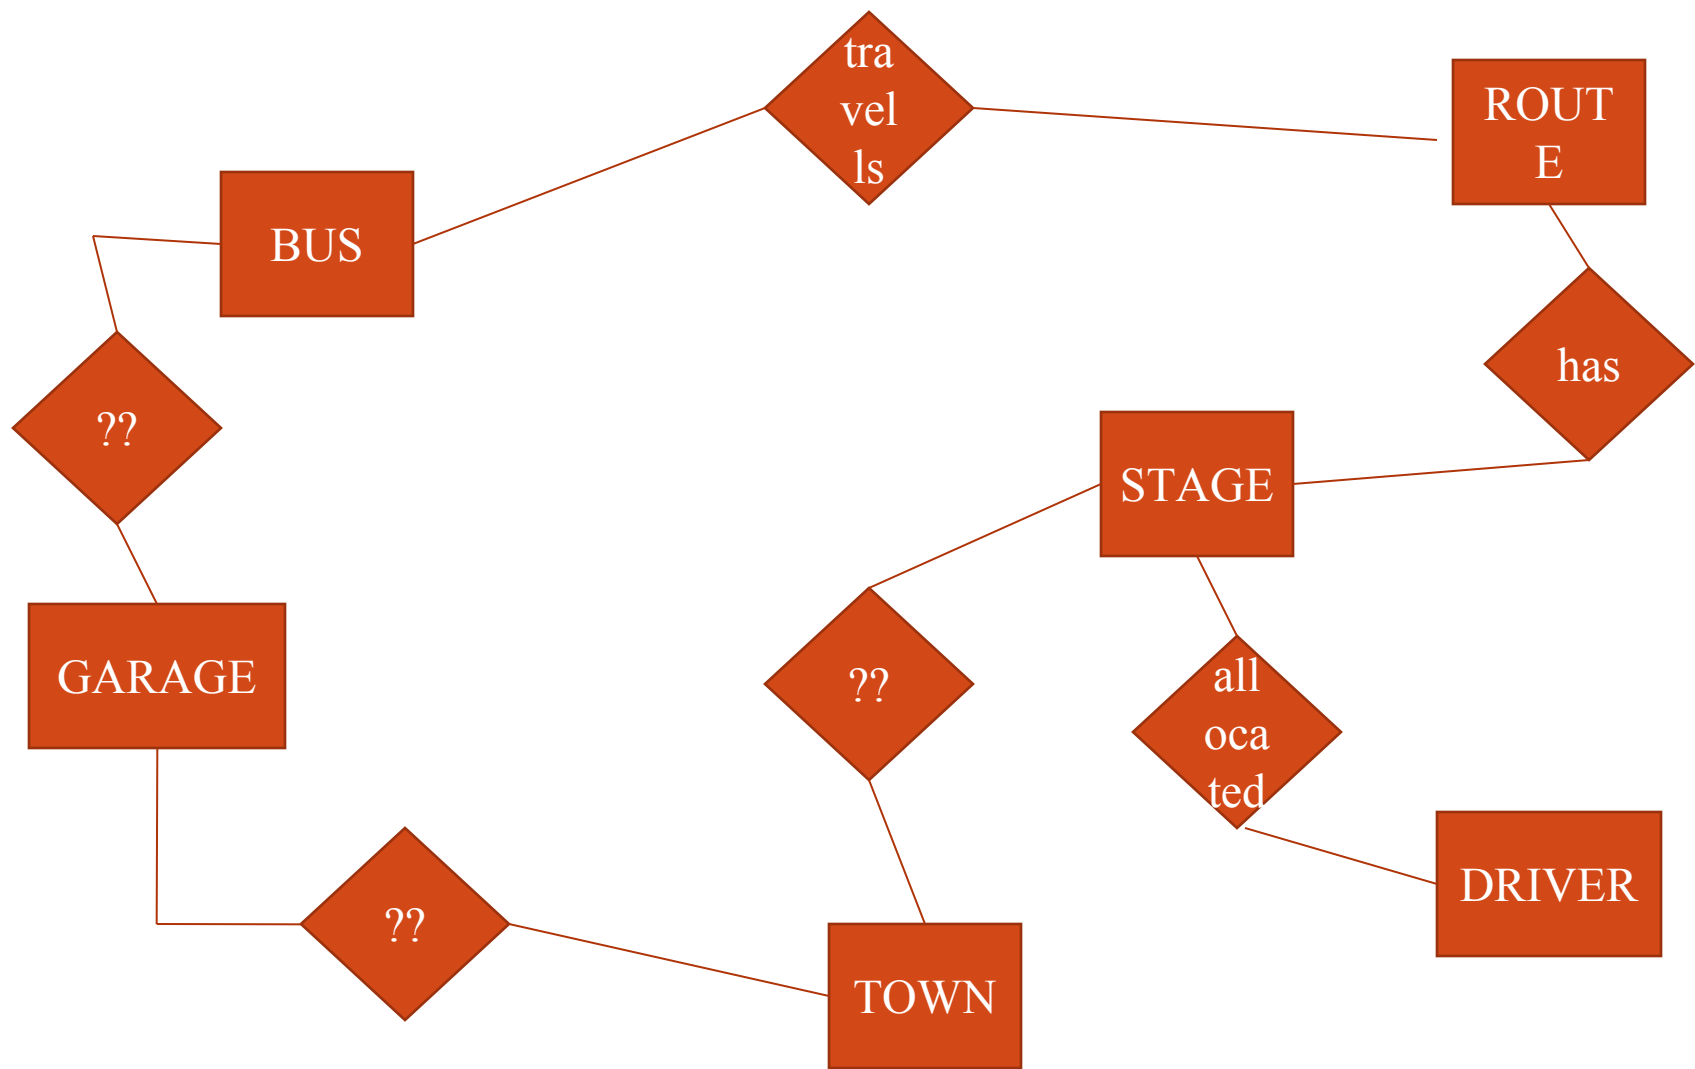 tra
vel
ls
ROUT
E
BUS
has
??
STAGE
GARAGE
??
all
oca
ted
DRIVER
??
TOWN